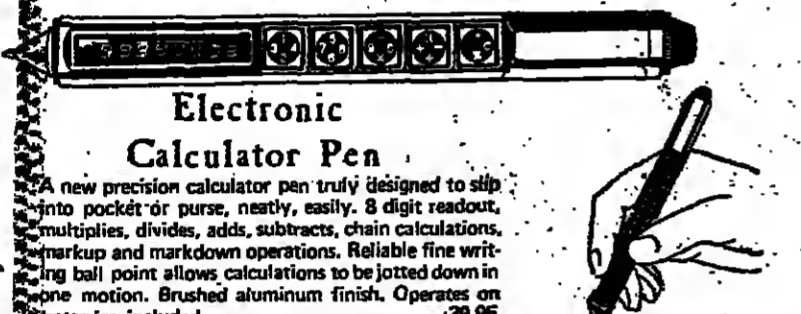 Electronic
Calculator Pen
A new precision calculator pen truly designed to slip
into pocket or purse, neatly, easily. 8 digit readout,
multiplies, divides, adds, subtracts, chain calculations,
markup and markdown operations. Reliable fine writ-
ing ball point allows calculations to be jotted down in
one motion. Brushed aluminum finish. Operates on
included